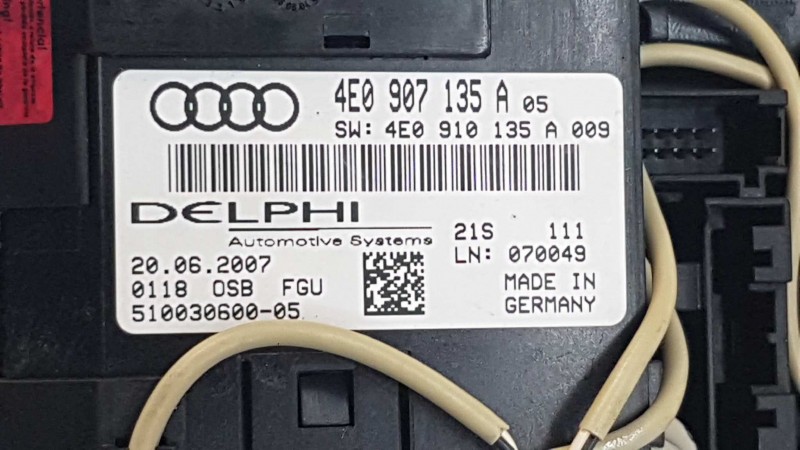 4E0 907 135 A 05
SW: 4E0 910 135 A 009
DELPHI
Automotive Systems
21S 111
LN: 070049
20.06.2007
0118 OSB FGU
510030600-05
MADE IN
GERMANY